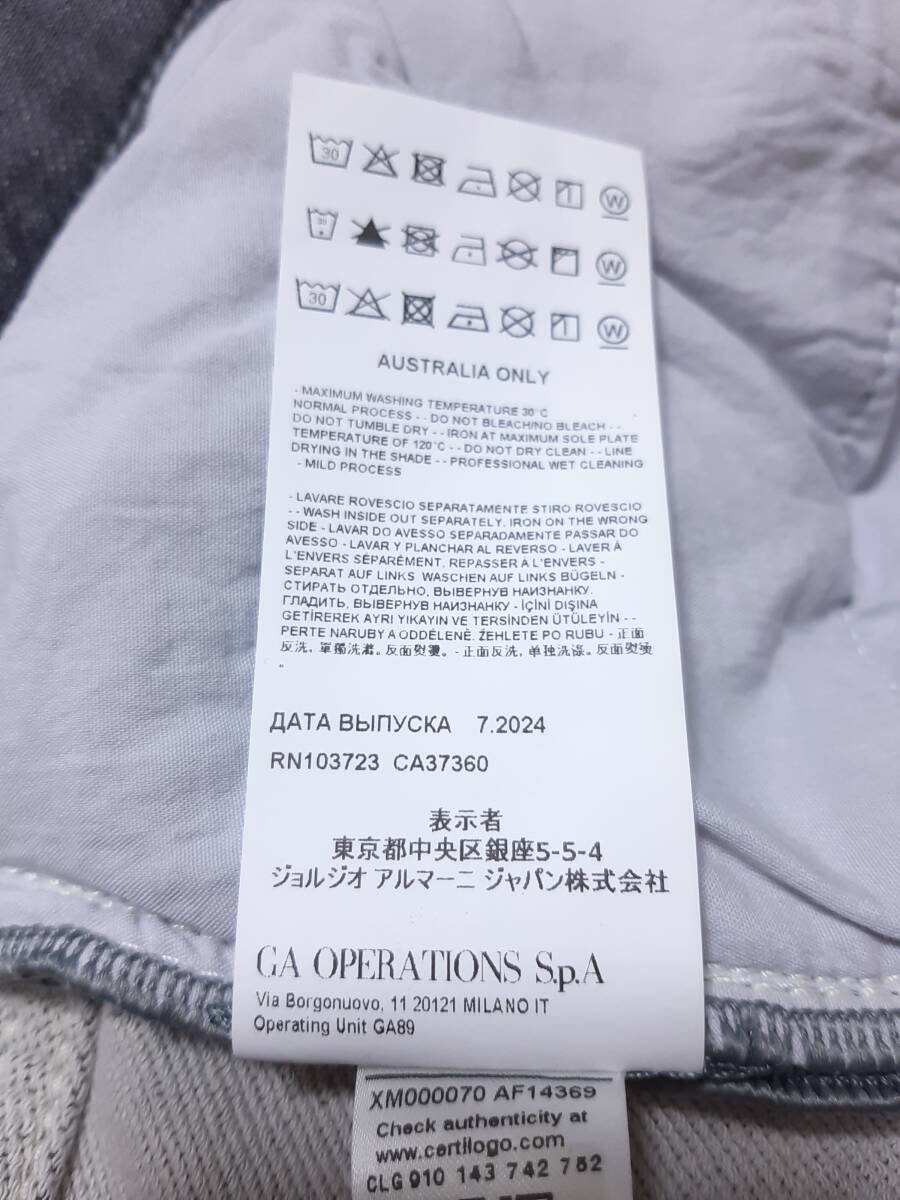 30 W
30 W
30 W
AUSTRALIA ONLY
- MAXIMUM WASHING TEMPERATURE 30°C
NORMAL PROCESS - - DO NOT BLEACH/NO BLEACH - -
DO NOT TUMBLE DRY - - IRON AT MAXIMUM SOLE PLATE
TEMPERATURE OF 120°C - - DO NOT DRY CLEAN - - LINE
DRYING IN THE SHADE - - PROFESSIONAL WET CLEANING
- MILD PROCESS
- LAVARE ROVESCIO SEPARATAMENTE STIRO ROVESCIO
- - WASH INSIDE OUT SEPARATELY. IRON ON THE WRONG
SIDE - LAVAR DO AVESSO SEPARADAMENTE PASSAR DO
AVESSO - LAVAR Y PLANCHAR AL REVERSO - LAVER À
L'ENVERS SÉPARÉMENT, REPASSER A L'ENVERS -
SEPARAT AUF LINKS WASCHEN AUF LINKS BÜGELN -
СТИРАТЬ ОТДЕЛЬНО, ВЫВЕРНУВ НАИЗНАНКУ.
ГЛАДИТЬ, ВЫВЕРНУВ НАИЗНАНКУ - İÇİNİ DIŞINA
GETİREREK AYRI YIKAYIN VE TERSİNDEN ÜTÜLEYİN - -
PERTE NARUBY A ODDĚLENĚ. ŽEHLETE PO RUBU - 正面
反洗, 單獨洗滌。反面熨燙。- 正面反洗, 单独洗涤。反面熨烫
。
ДАТА ВЫПУСКА 7.2024
RN103723 CA37360
表示者
東京都中央区銀座5-5-4
ジョルジオ アルマーニ ジャパン株式会社
GA OPERATIONS S.p.A
Via Borgonuovo, 11 20121 MILANO IT
Operating Unit GA89
XM000070 AF14369
Check authenticity at
www.certilogo.com
CLG 910 143 742 752